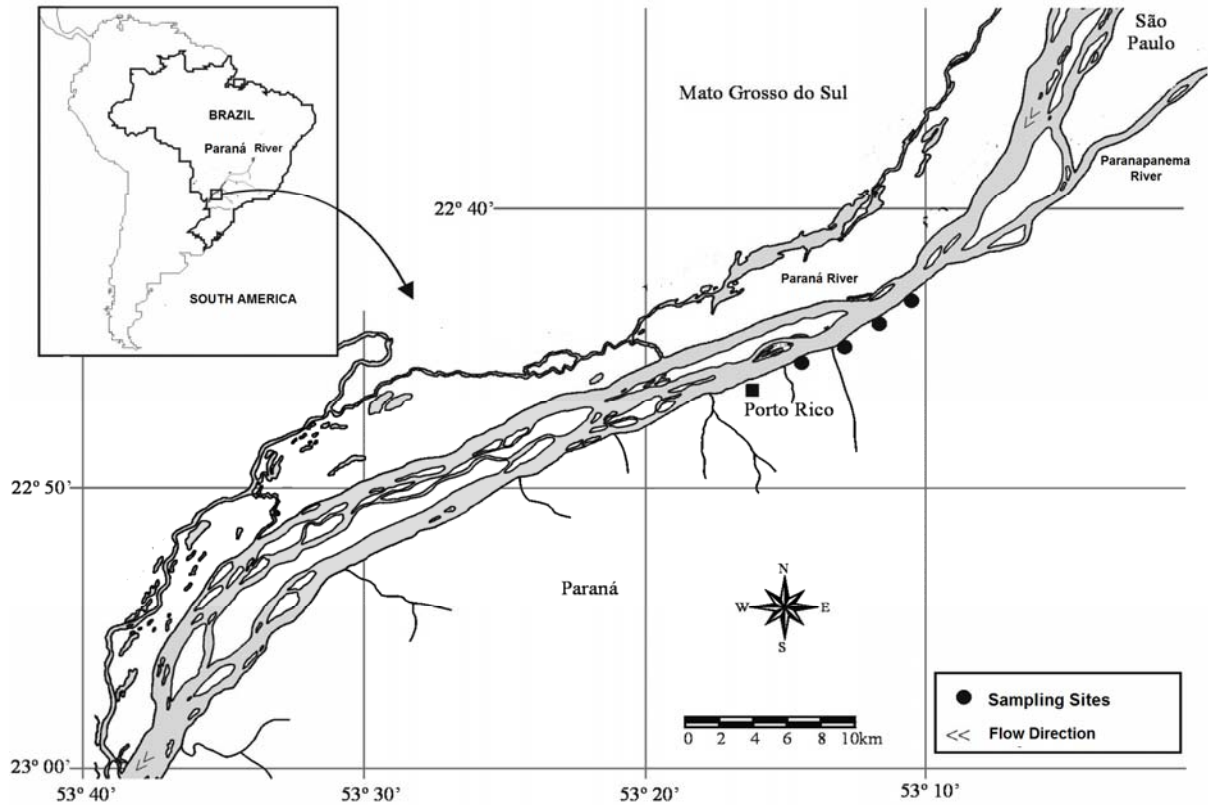 BRAZIL
Paraná River
SOUTH AMERICA
São
Paulo
Mato Grosso do Sul
Paranapanema
River
22° 40'
Paraná River
Porto Rico
22° 50'
Paraná
N
W
E
S
Sampling Sites
<< Flow Direction
0 2 4 6 8 10km
23° 00'
53° 40'
53° 30'
53° 20'
53° 10'